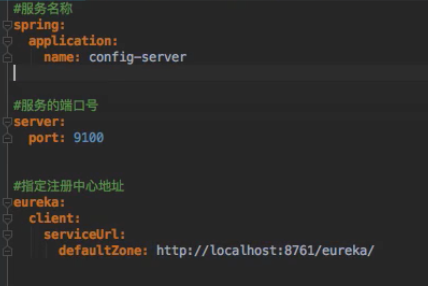 #服务名称
spring:
  application:
    name: config-server
#服务的端口号
server:
  port: 9100
#指定注册中心地址
eureka:
  client:
    serviceUrl:
      defaultZone: http://localhost:8761/eureka/